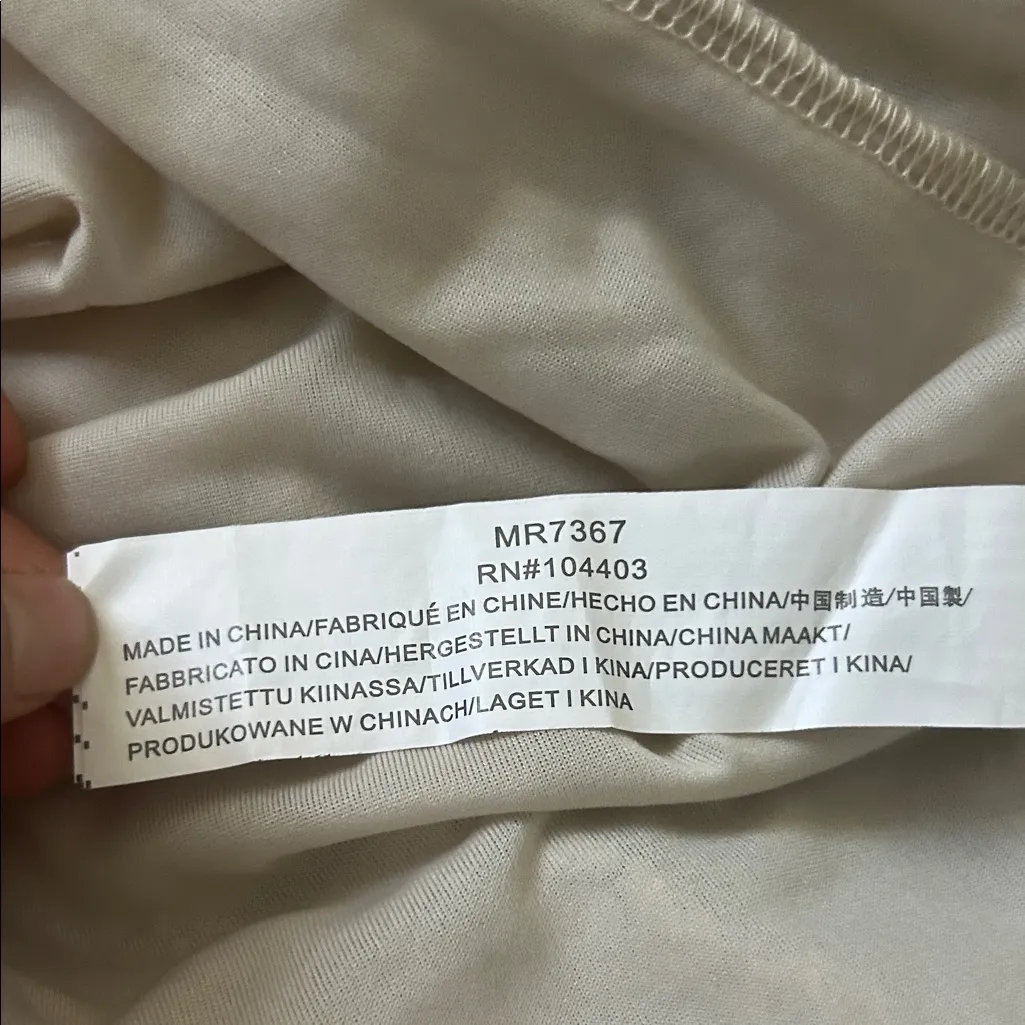 MR7367
RN#104403
MADE IN CHINA/FABRIQUÉ EN CHINE/HECHO EN CHINA/中国制造/中国製/
FABBRICATO IN CINA/HERGESTELLT IN CHINA/CHINA MAAKT/
VALMISTETTU KIINASSA/TILLVERKAD I KINA/PRODUCERET I KINA/
PRODUKOWANE W CHINACH/LAGET I KINA